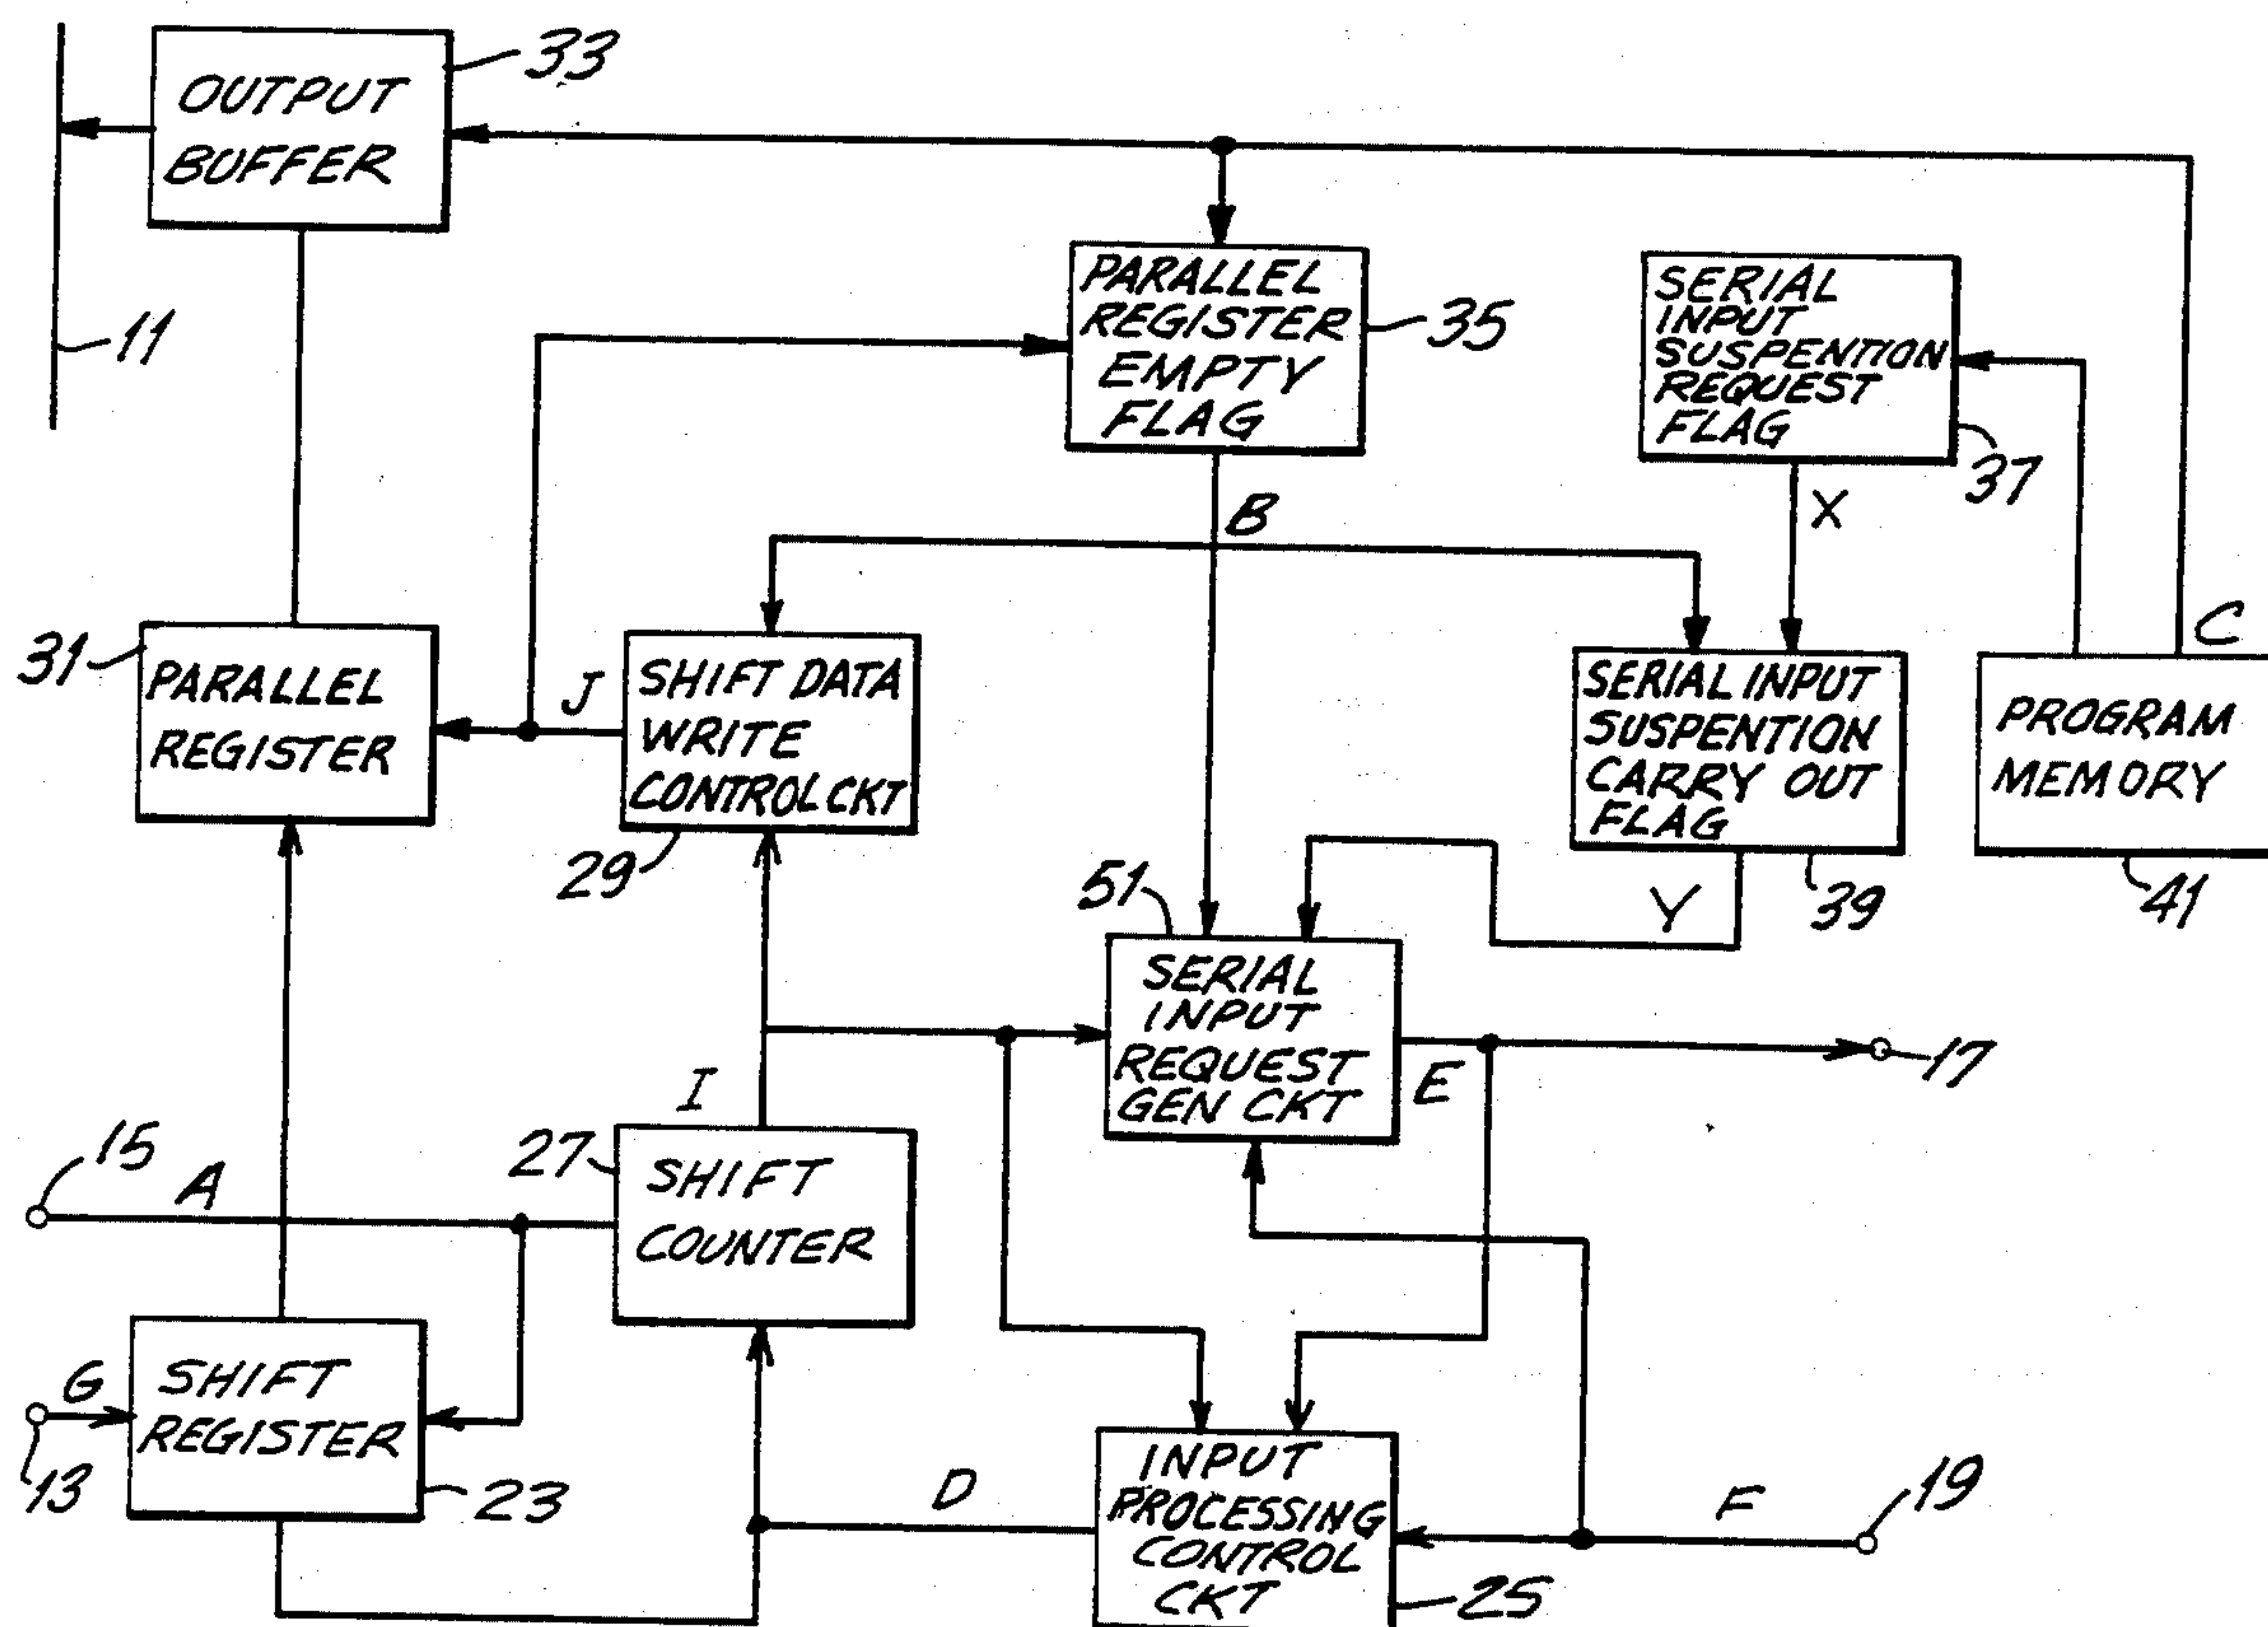 OUTPUT
BUFFER
33
11
PARALLEL
REGISTER
EMPTY
FLAG
35
SERIAL
INPUT
SUSPENTION
REQUEST
FLAG
37
B
X
C
31
PARALLEL
REGISTER
J
SHIFT DATA
WRITE
CONTROL CKT
29
SERIAL INPUT
SUSPENTION
CARRY OUT
FLAG
39
PROGRAM
MEMORY
41
Y
51
SERIAL
INPUT
REQUEST
GEN CKT
E
17
I
15
A
27
SHIFT
COUNTER
G
13
SHIFT
REGISTER
23
D
INPUT
PROCESSING
CONTROL
CKT
25
F
19